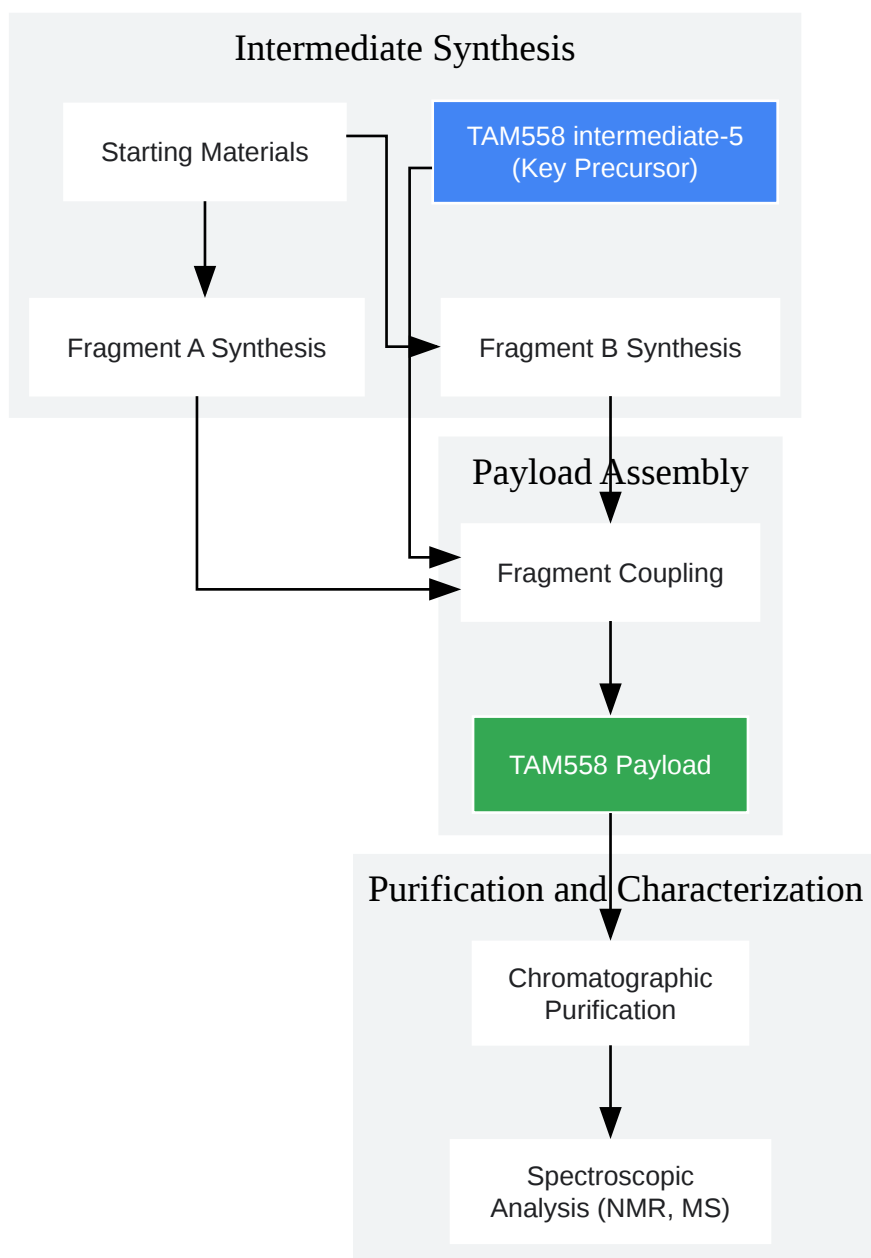 Intermediate Synthesis
Starting Materials
TAM558 intermediate-5
(Key Precursor)
Fragment A Synthesis
Fragment B Synthesis
Payload Assembly
Fragment Coupling
TAM558 Payload
Purification and Characterization
Chromatographic
Purification
Spectroscopic
Analysis (NMR, MS)